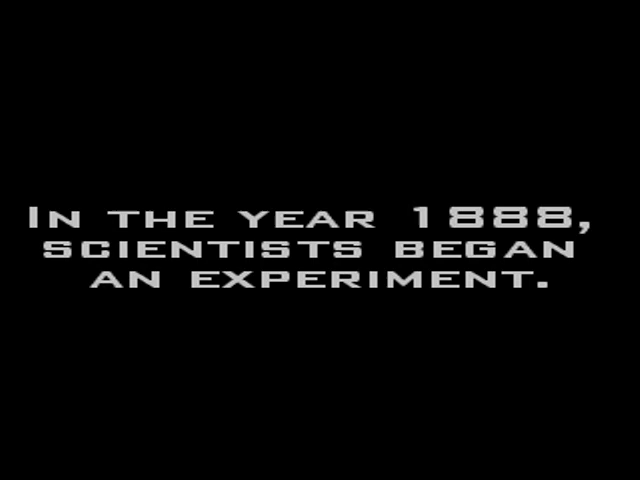 In the year 1888,
scientists began
an experiment.